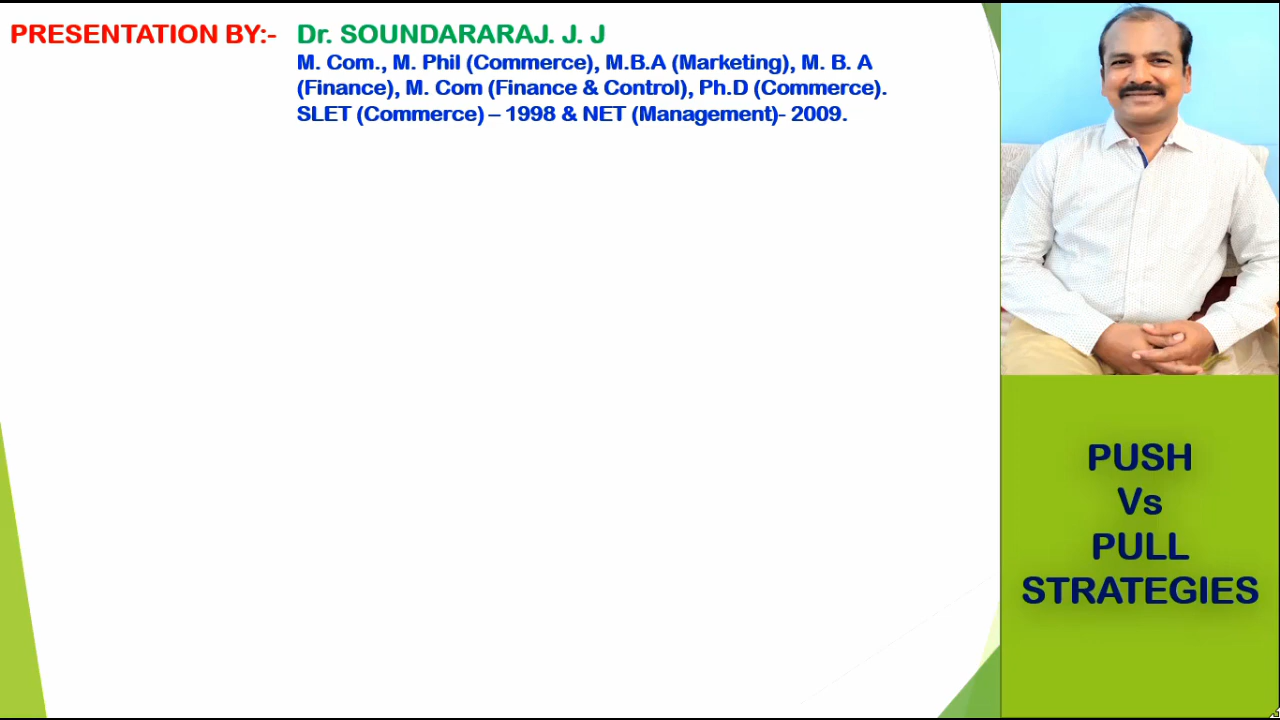 PRESENTATION BY:- Dr. SOUNDARARAJ. J. J
M. Com., M. Phil (Commerce), M.B.A (Marketing), M. B. A
(Finance), M. Com (Finance & Control), Ph.D (Commerce).
SLET (Commerce) – 1998 & NET (Management)- 2009.
PUSH
Vs
PULL
STRATEGIES